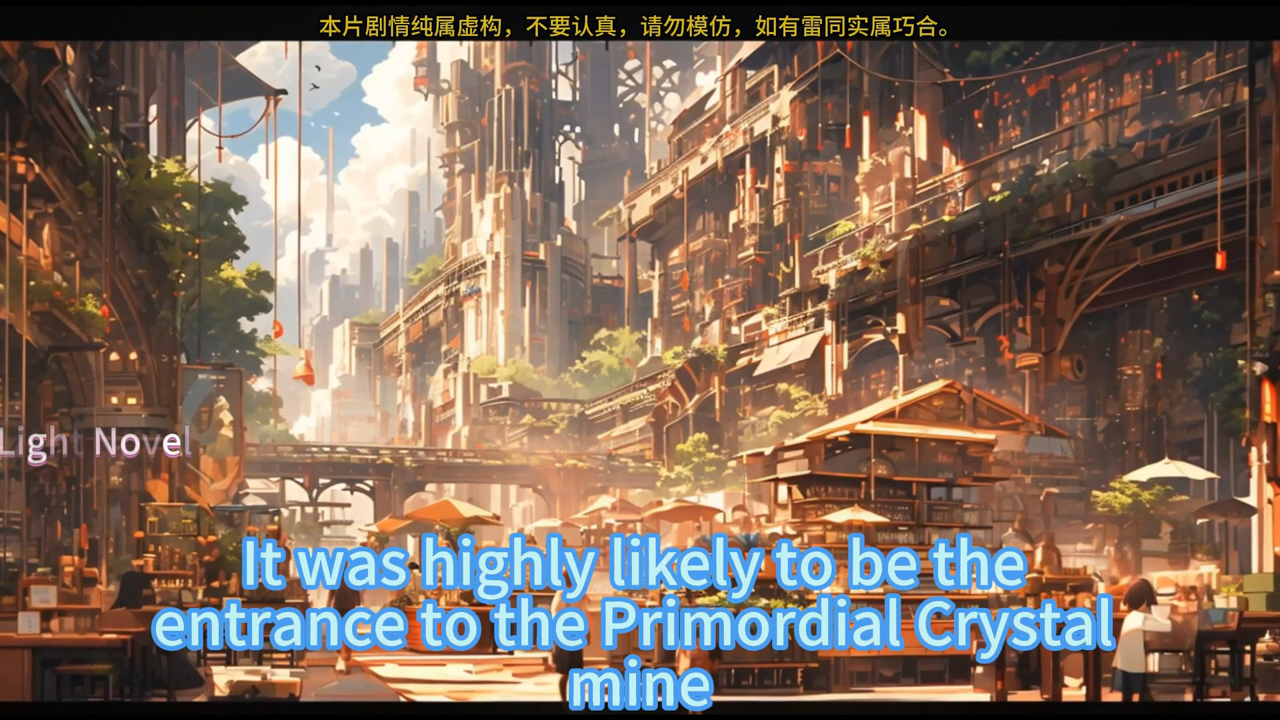 本片剧情纯属虚构，不要认真，请勿模仿，如有雷同实属巧合。
Light Novel
It was highly likely to be the
entrance to the Primordial Crystal
mine